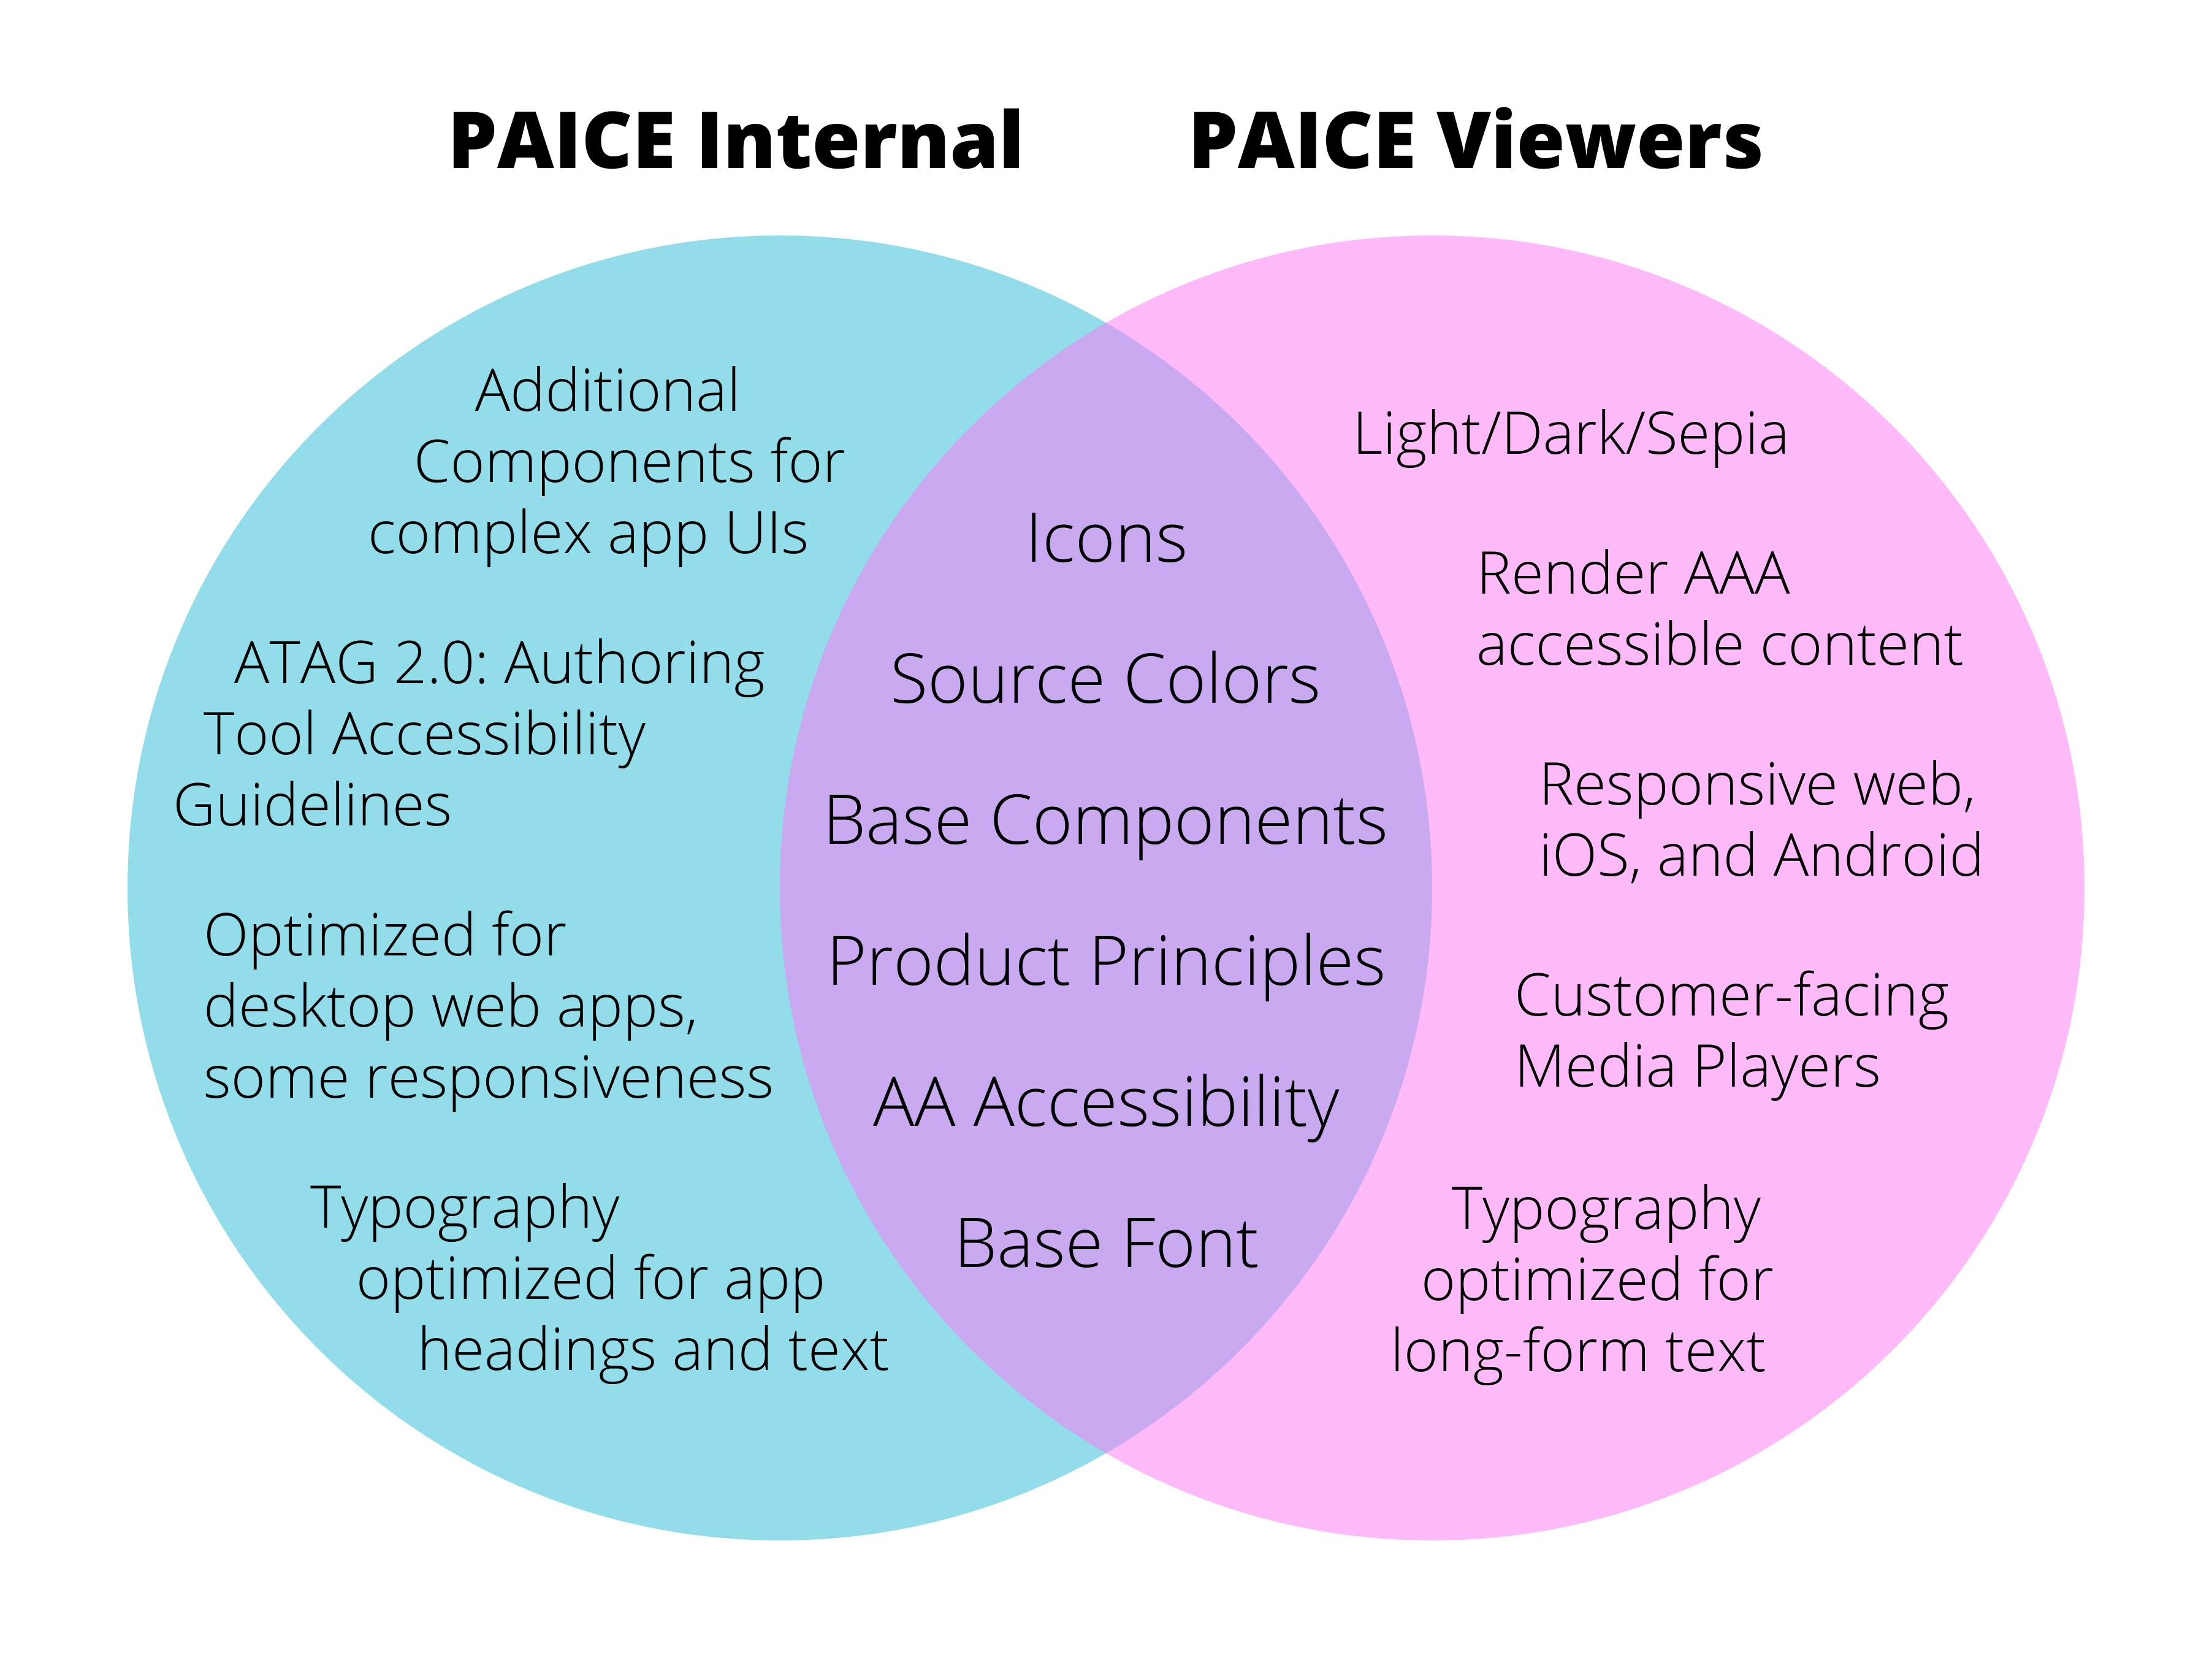 PAICE Internal
PAICE Viewers
Additional
Components for
complex app UIs
ATAG 2.0: Authoring
Tool Accessibility
Guidelines
Optimized for
desktop web apps,
some responsiveness
Typography
optimized for app
headings and text
Icons
Source Colors
Base Components
Product Principles
AA Accessibility
Base Font
Light/Dark/Sepia
Render AAA
accessible content
Responsive web,
iOS, and Android
Customer-facing
Media Players
Typography
optimized for
long-form text